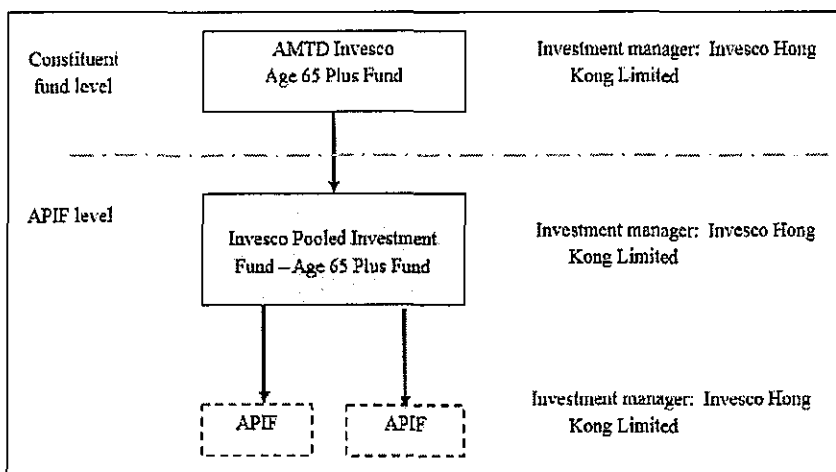 Constituent
fund level
AMTD Invesco
Age 65 Plus Fund
Investment manager: Invesco Hong
Kong Limited
APIF level
Invesco Pooled Investment
Fund – Age 65 Plus Fund
Investment manager: Invesco Hong
Kong Limited
APIF
APIF
Investment manager: Invesco Hong
Kong Limited